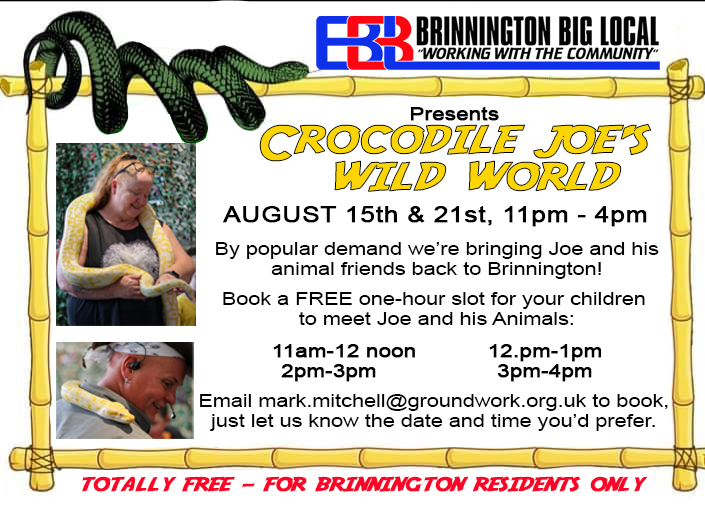 EBBL BRINNINGTON BIG LOCAL
"WORKING WITH THE COMMUNITY"
Presents
CROCODILE JOE'S
WILD WORLD
AUGUST 15th & 21st, 11pm - 4pm
By popular demand we're bringing Joe and his
animal friends back to Brinnington!
Book a FREE one-hour slot for your children
to meet Joe and his Animals:
11am-12 noon 12.pm-1pm
2pm-3pm 3pm-4pm
Email mark.mitchell@groundwork.org.uk to book,
just let us know the date and time you'd prefer.
TOTALLY FREE - FOR BRINNINGTON RESIDENTS ONLY